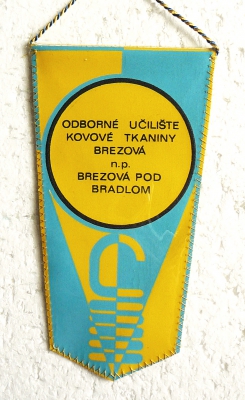 ODBORNÉ UČILIŠTE
KOVOVÉ TKANINY
BREZOVÁ
n.p.
BREZOVÁ POD
BRADLOM